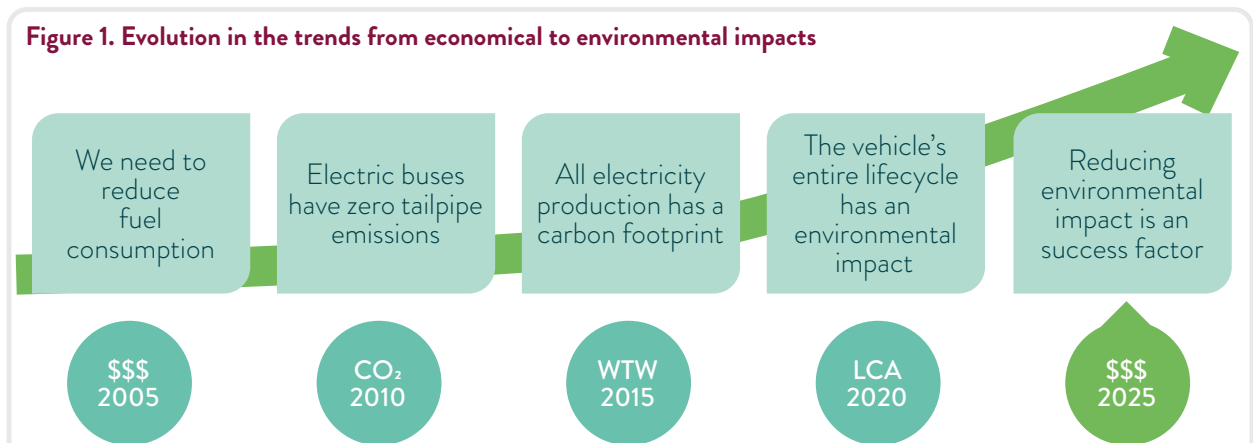 Figure 1. Evolution in the trends from economical to environmental impacts
We need to
reduce
fuel
consumption
Electric buses
have zero tailpipe
emissions
All electricity
production has a
carbon footprint
The vehicle's
entire lifecycle
has an
environmental
impact
Reducing
environmental
impact is an
success factor
$$$
2005
CO₂
2010
WTW
2015
LCA
2020
$$$
2025